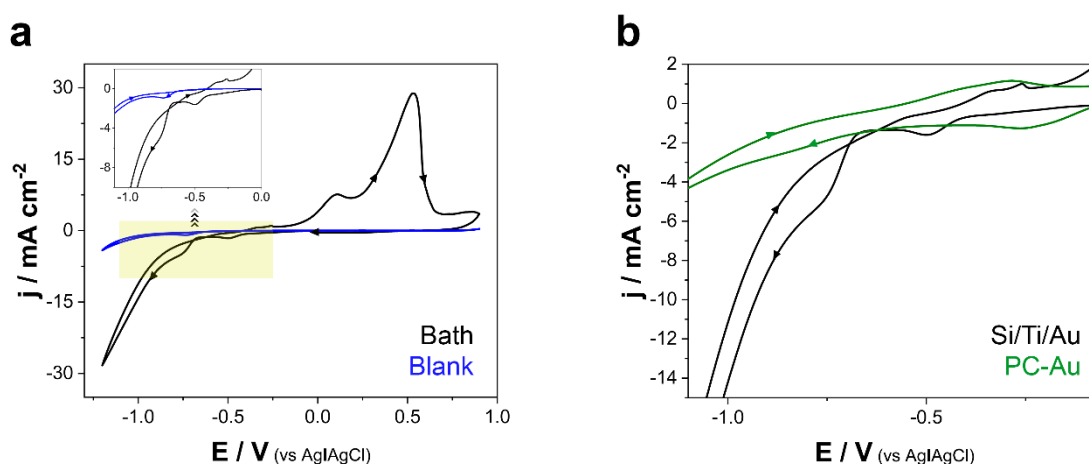 a
b
30
15
0
-15
-30
j / mA cm⁻²
-1.0
-0.5
0.0
0.5
1.0
E / V (vs Ag|AgCl)
0
-4
-8
-1.0
-0.5
0.0
Bath
Blank
2
0
-2
-4
-6
-8
-10
-12
-14
j / mA cm⁻²
-1.0
-0.5
E / V (vs Ag|AgCl)
Si/Ti/Au
PC-Au